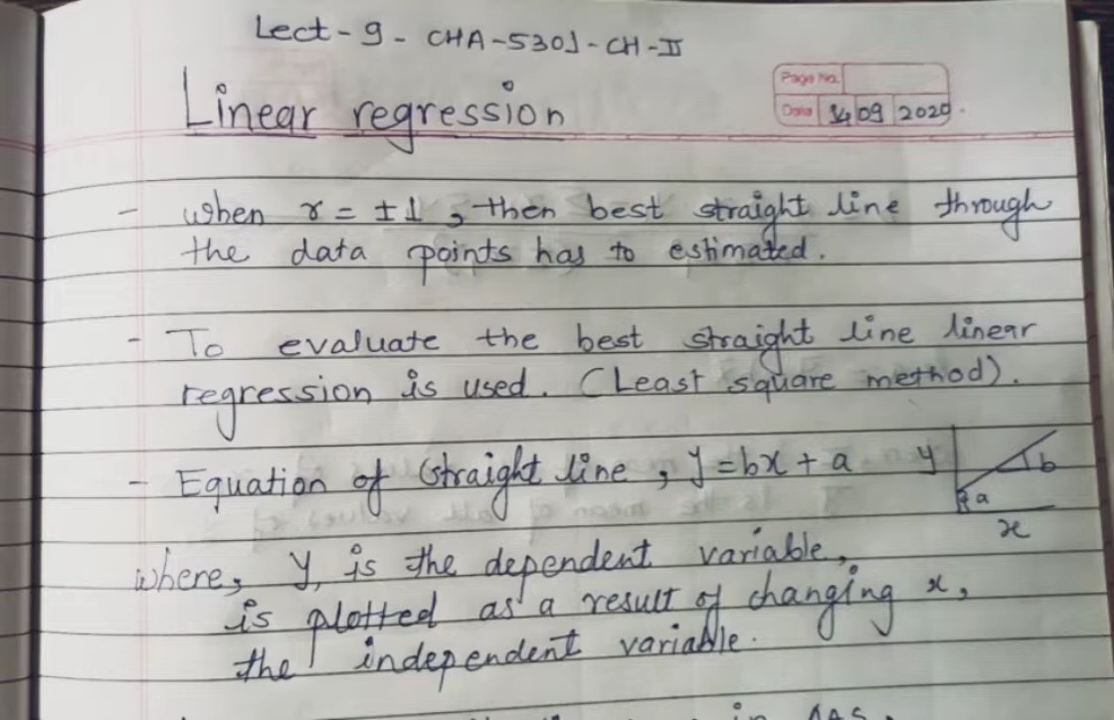 Lect - 9 - CHA-5301 - CH-II
Linear regression
Page No.
Date 14 09 2020.
- when r = ±1, then best straight line through
the data points has to estimated.
- To evaluate the best straight line linear
regression is used. (Least square method).
- Equation of straight line, y = bx + a
y
b
a
x
where, y, is the dependent variable,
is plotted as a result of changing x,
the independent variable.
in AAS.